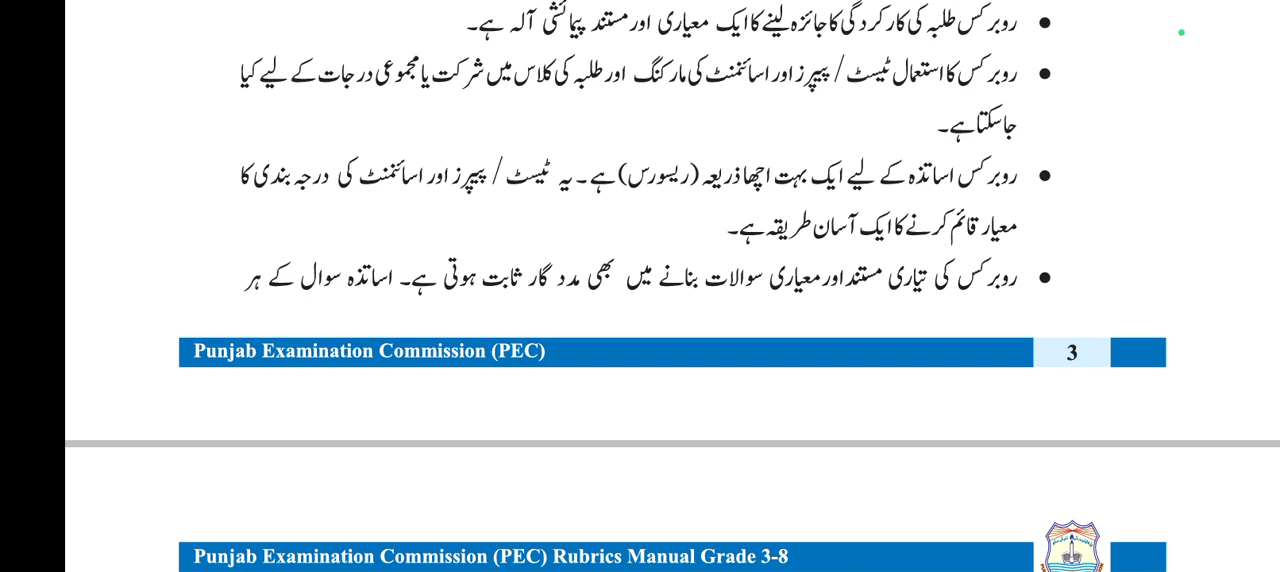 • روبرکس طلبہ کی کارکردگی کا جائزہ لینے کا ایک معیاری اور مستند پیمائشی آلہ ہے۔
• روبرکس کا استعمال ٹیسٹ / پیپرز اور اسائنمنٹ کی مارکنگ اور طلبہ کی کلاس میں شرکت یا مجموعی درجات کے لیے کیا
جاسکتا ہے۔
• روبرکس اساتذہ کے لیے ایک بہت اچھا ذریعہ (ریسورس) ہے۔ یہ ٹیسٹ / پیپرز اور اسائنمنٹ کی درجہ بندی کا
معیار قائم کرنے کا ایک آسان طریقہ ہے۔
• روبرکس کی تیاری مستند اور معیاری سوالات بنانے میں بھی مددگار ثابت ہوتی ہے۔ اساتذہ سوال کے ہر
Punjab Examination Commission (PEC) 3
Punjab Examination Commission (PEC) Rubrics Manual Grade 3-8